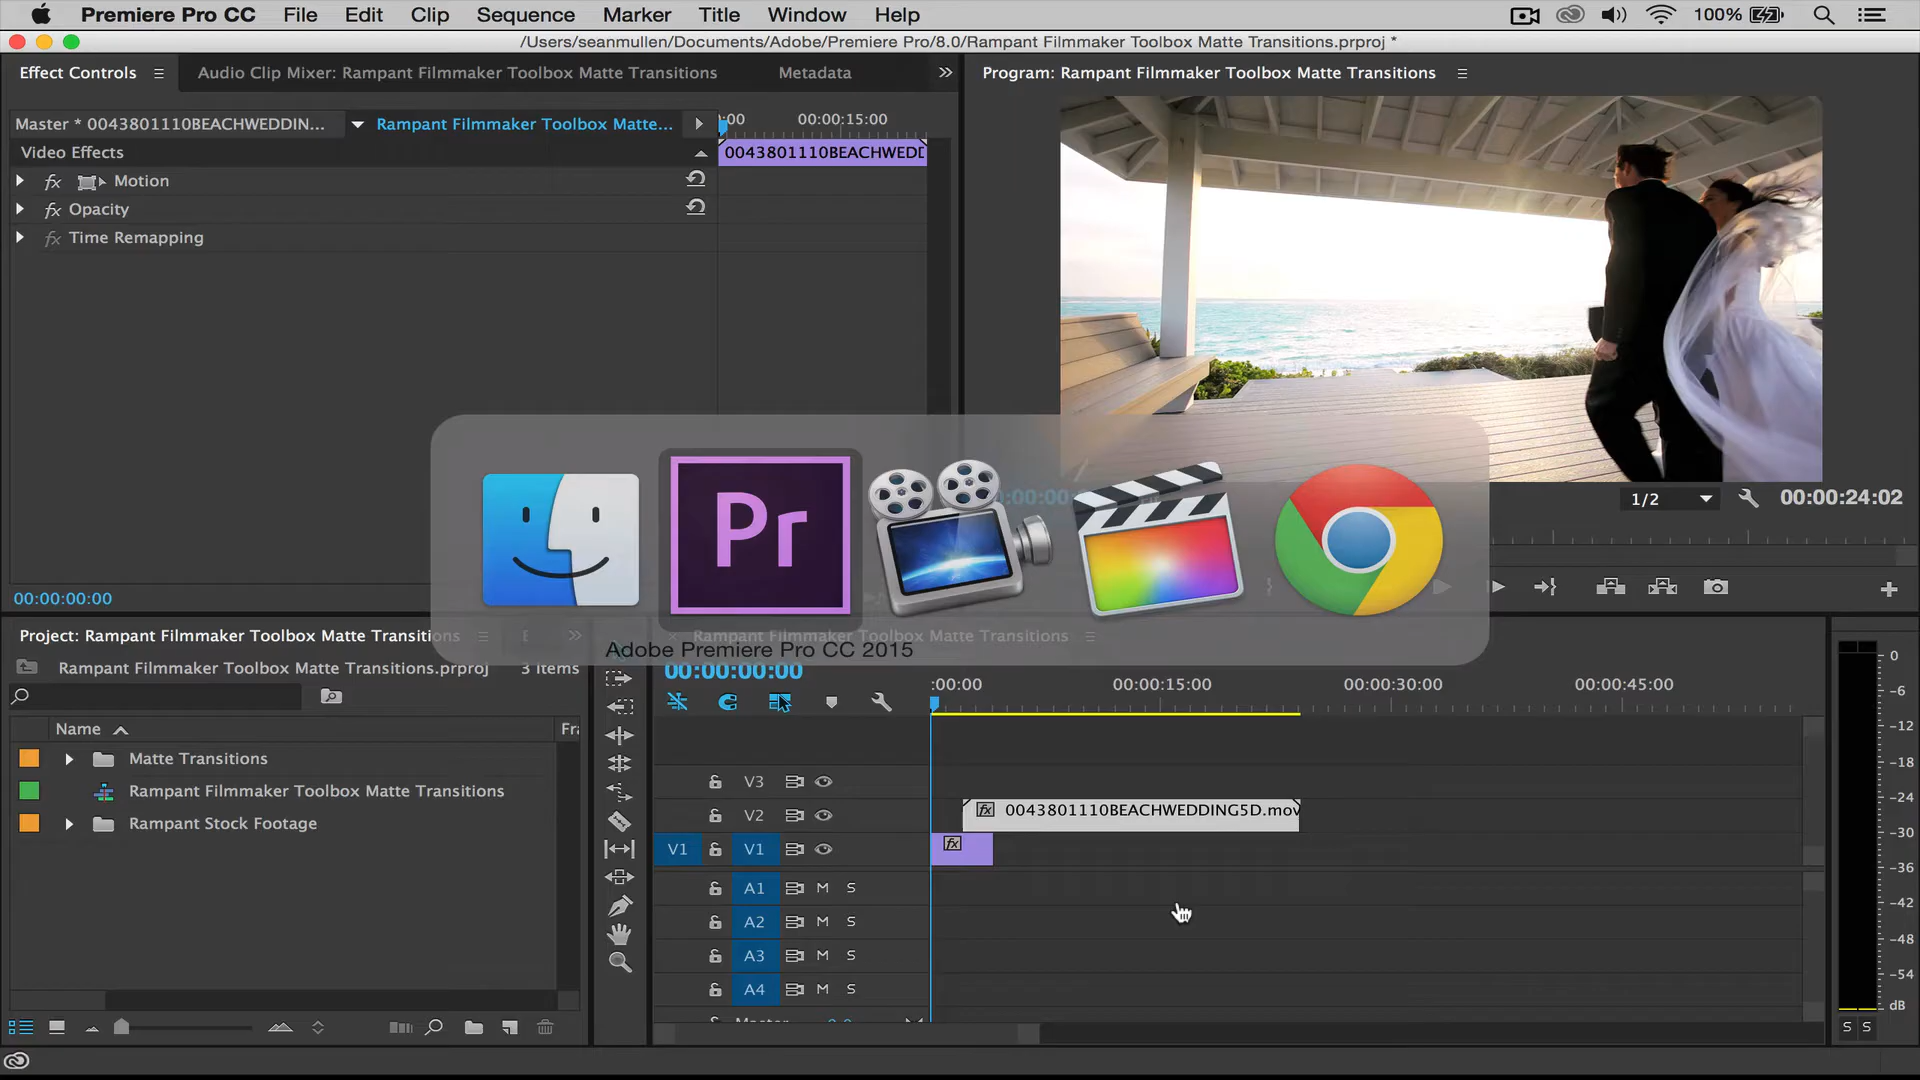 Premiere Pro CC File Edit Clip Sequence Marker Title Window Help 100%
/Users/seanmullen/Documents/Adobe/Premiere Pro/8.0/Rampant Filmmaker Toolbox Matte Transitions.prproj *
Effect Controls Audio Clip Mixer: Rampant Filmmaker Toolbox Matte Transitions Metadata
Program: Rampant Filmmaker Toolbox Matte Transitions
Master * 0043801110BEACHWEDDIN... Rampant Filmmaker Toolbox Matte... :00 00:00:15:00
Video Effects 0043801110BEACHWEDD
fx Motion
fx Opacity
fx Time Remapping
Pr
Adobe Premiere Pro CC 2015
1/2 00:00:24:02
00:00:00:00
Project: Rampant Filmmaker Toolbox Matte Transitions
Rampant Filmmaker Toolbox Matte Transitions.prproj 3 Items
Name Fr
Matte Transitions
Rampant Filmmaker Toolbox Matte Transitions
Rampant Stock Footage
Rampant Filmmaker Toolbox Matte Transitions
00:00:00:00
:00:00 00:00:15:00 00:00:30:00 00:00:45:00
V3
V2 fx 0043801110BEACHWEDDING5D.mov
V1 V1 fx
A1 M S
A2 M S
A3 M S
A4 M S
0
-6
-12
-18
-24
-30
-36
-42
-48
-54
dB
S S